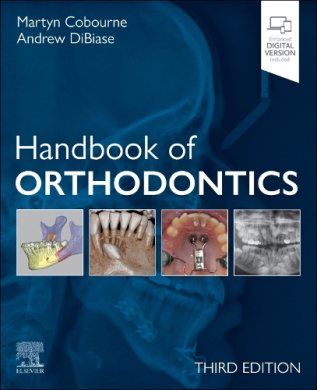 Martyn Cobourne
Andrew DiBiase
Enhanced
DIGITAL
VERSION
Included
Handbook of
ORTHODONTICS
ELSEVIER
THIRD EDITION